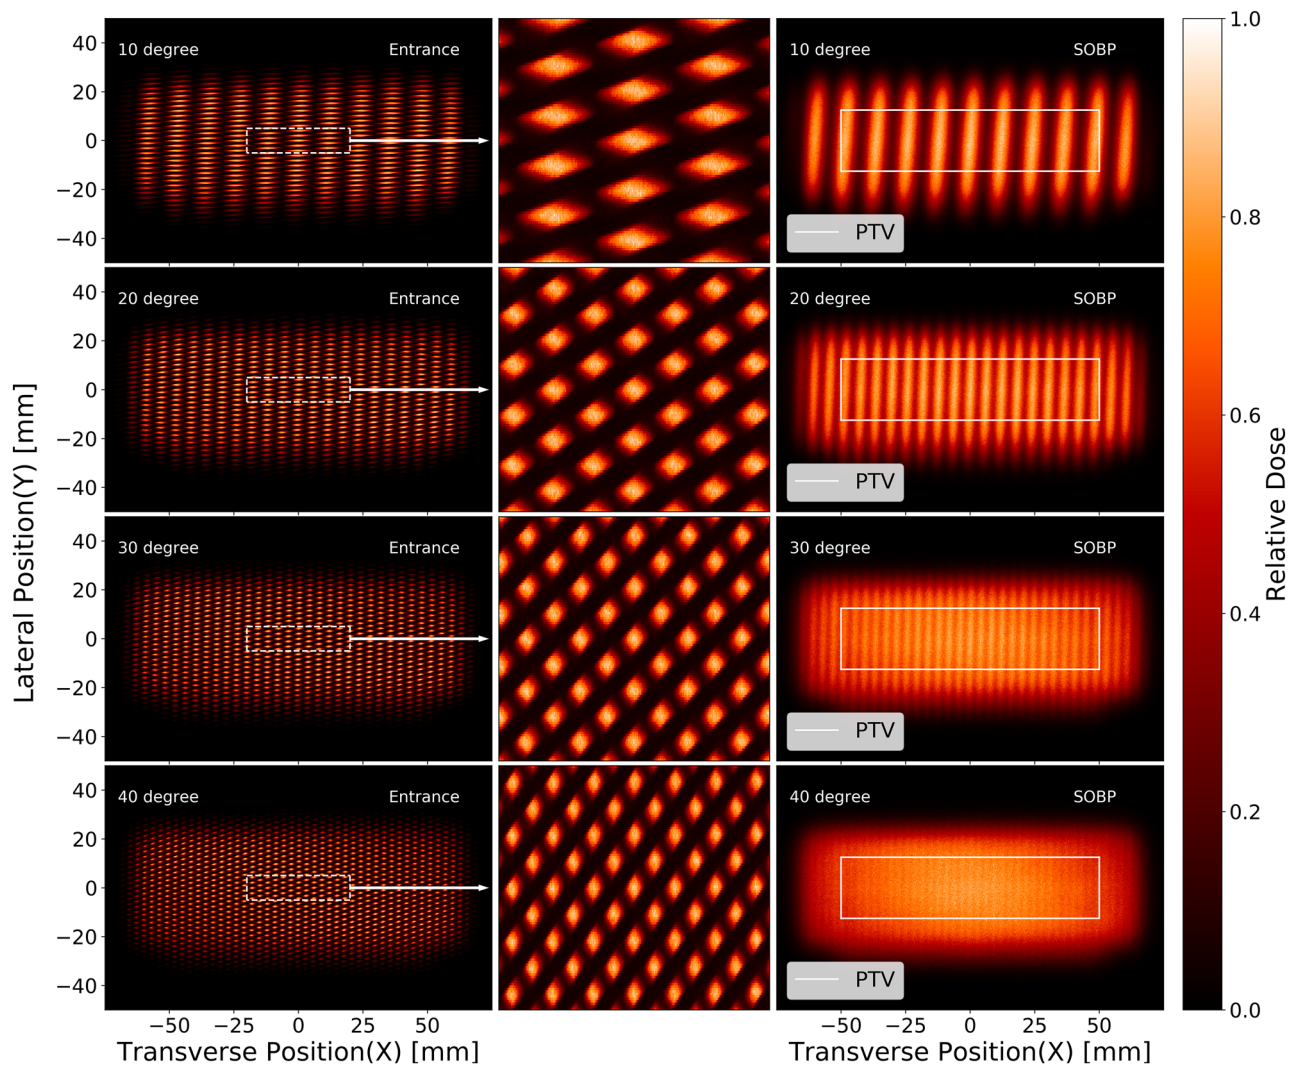 10 degree Entrance
10 degree SOBP
PTV
40
20
0
−20
−40
20 degree Entrance
20 degree SOBP
PTV
40
20
0
−20
−40
30 degree Entrance
30 degree SOBP
PTV
40
20
0
−20
−40
40 degree Entrance
40 degree SOBP
PTV
40
20
0
−20
−40
Lateral Position(Y) [mm]
−50 −25 0 25 50
Transverse Position(X) [mm]
−50 −25 0 25 50
Transverse Position(X) [mm]
1.0
0.8
0.6
0.4
0.2
0.0
Relative Dose